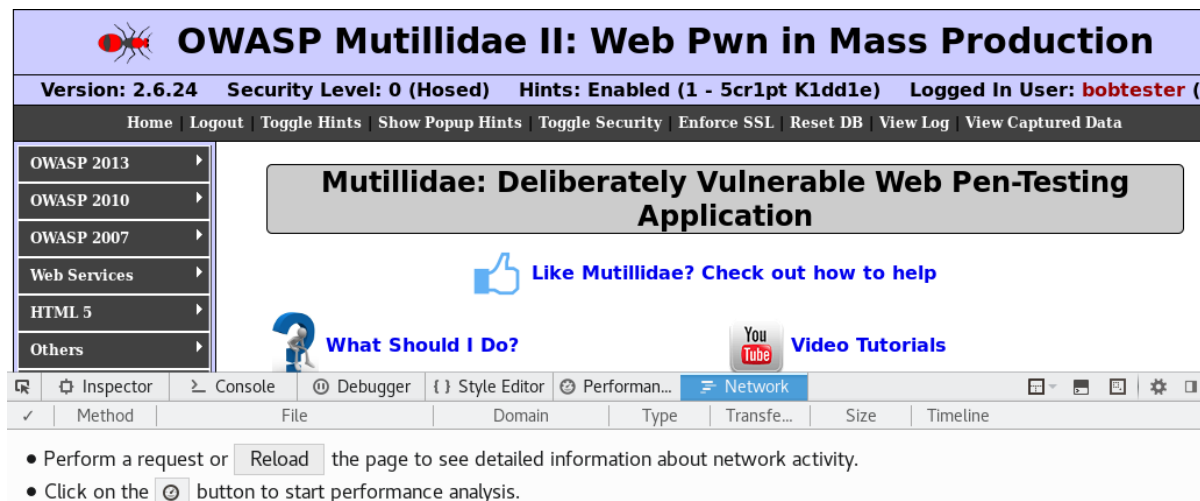 OWASP Mutillidae II: Web Pwn in Mass Production
Version: 2.6.24 Security Level: 0 (Hosed) Hints: Enabled (1 - 5cr1pt K1dd1e) Logged In User: bobtester (
Home | Logout | Toggle Hints | Show Popup Hints | Toggle Security | Enforce SSL | Reset DB | View Log | View Captured Data
OWASP 2013
OWASP 2010
OWASP 2007
Web Services
HTML 5
Others
Mutillidae: Deliberately Vulnerable Web Pen-Testing
Application
Like Mutillidae? Check out how to help
What Should I Do?
You
Tube
Video Tutorials
Inspector Console Debugger { } Style Editor Performan... Network
✓ Method File Domain Type Transfe... Size Timeline
• Perform a request or Reload the page to see detailed information about network activity.
• Click on the button to start performance analysis.